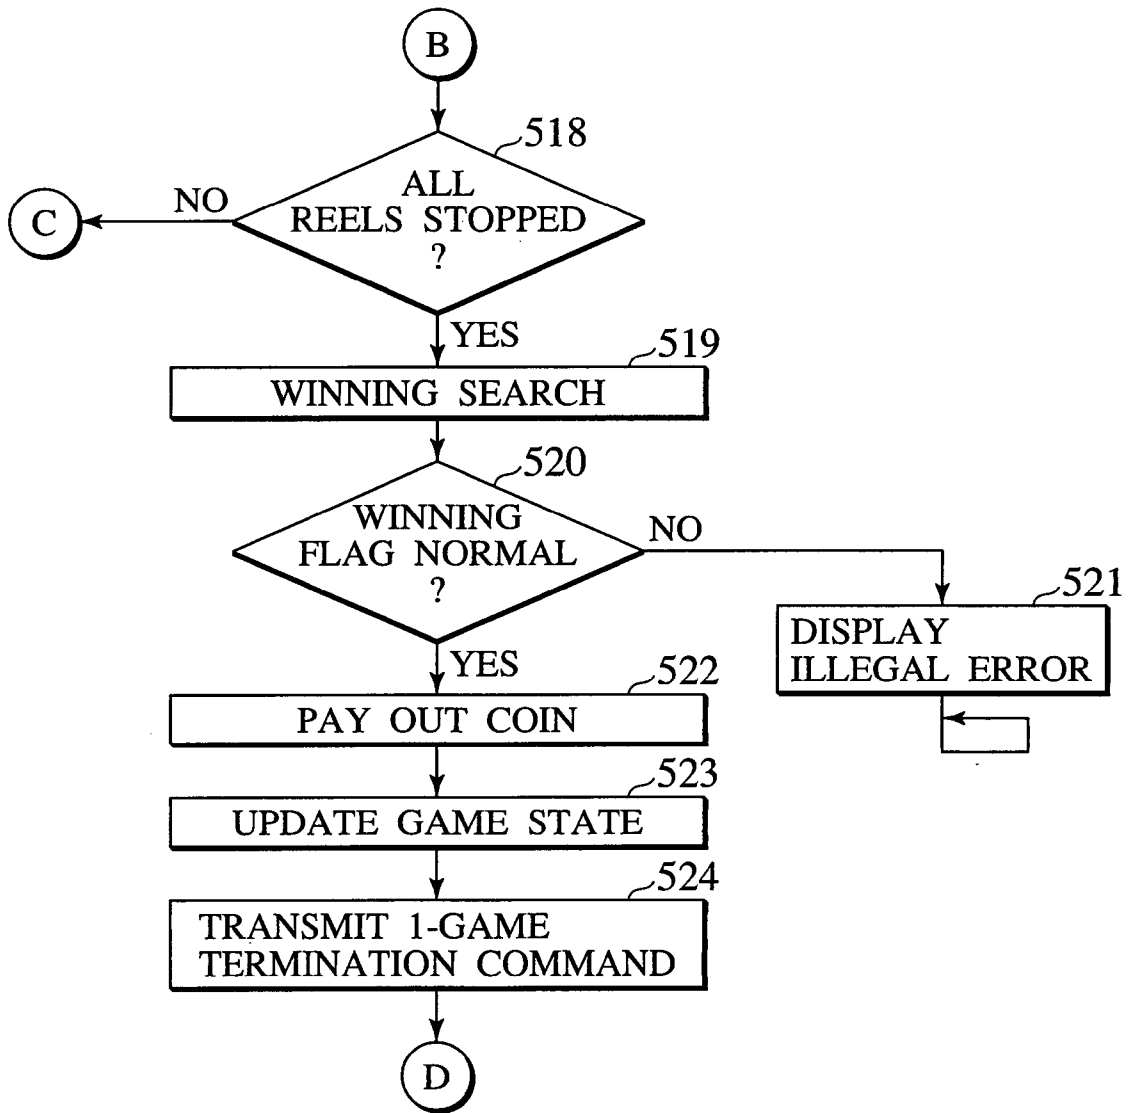 B
518
ALL
REELS STOPPED
?
NO
C
YES
519
WINNING SEARCH
520
WINNING
FLAG NORMAL
?
NO
521
DISPLAY
ILLEGAL ERROR
YES
522
PAY OUT COIN
523
UPDATE GAME STATE
524
TRANSMIT 1-GAME
TERMINATION COMMAND
D